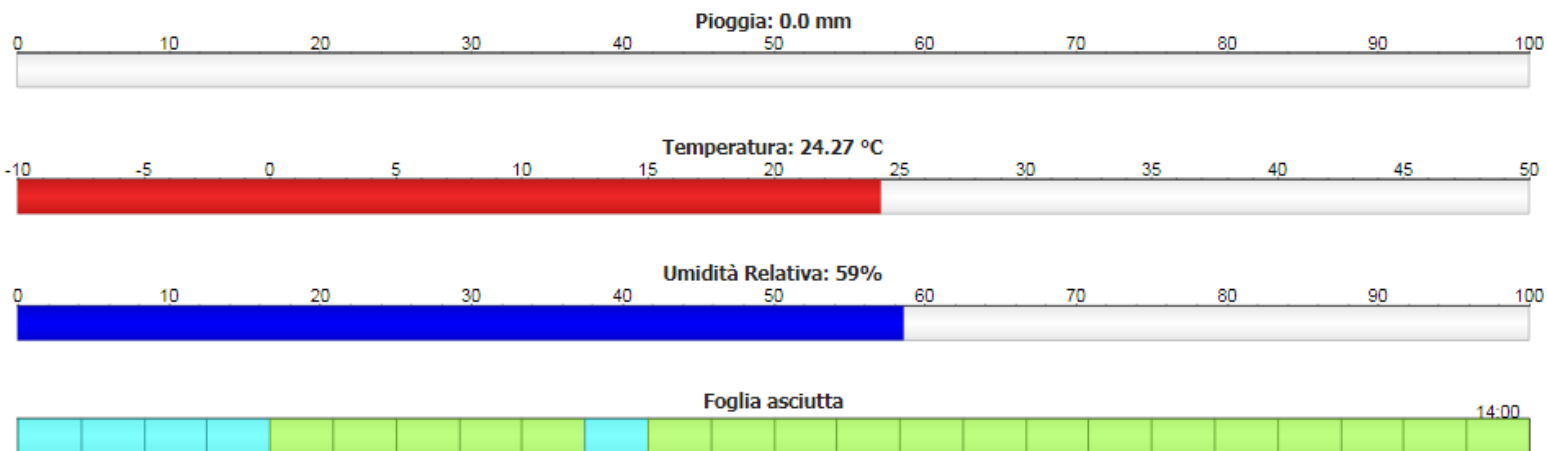 Pioggia: 0.0 mm
0 10 20 30 40 50 60 70 80 90 100
Temperatura: 24.27 °C
-10 -5 0 5 10 15 20 25 30 35 40 45 50
Umidità Relativa: 59%
0 10 20 30 40 50 60 70 80 90 100
Foglia asciutta
14:00